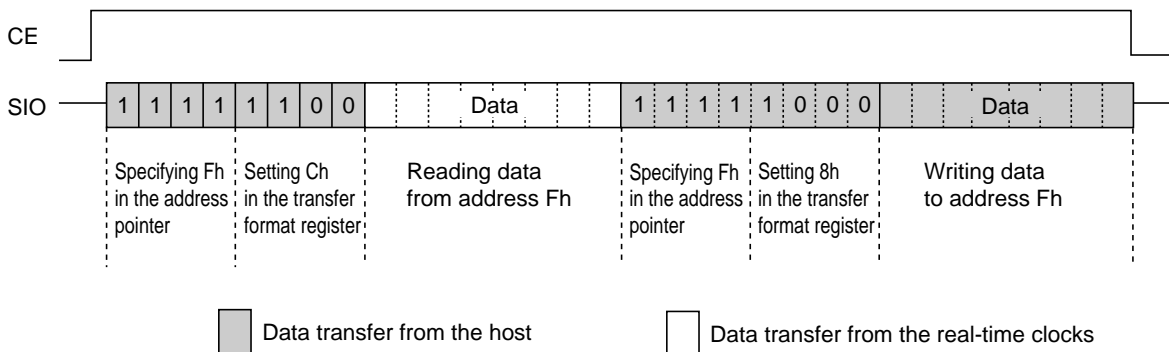 CE
SIO 1 1 1 1 1 1 0 0 Data 1 1 1 1 1 0 0 0 Data
Specifying Fh
in the address
pointer
Setting Ch
in the transfer
format register
Reading data
from address Fh
Specifying Fh
in the address
pointer
Setting 8h
in the transfer
format register
Writing data
to address Fh
Data transfer from the host
Data transfer from the real-time clocks